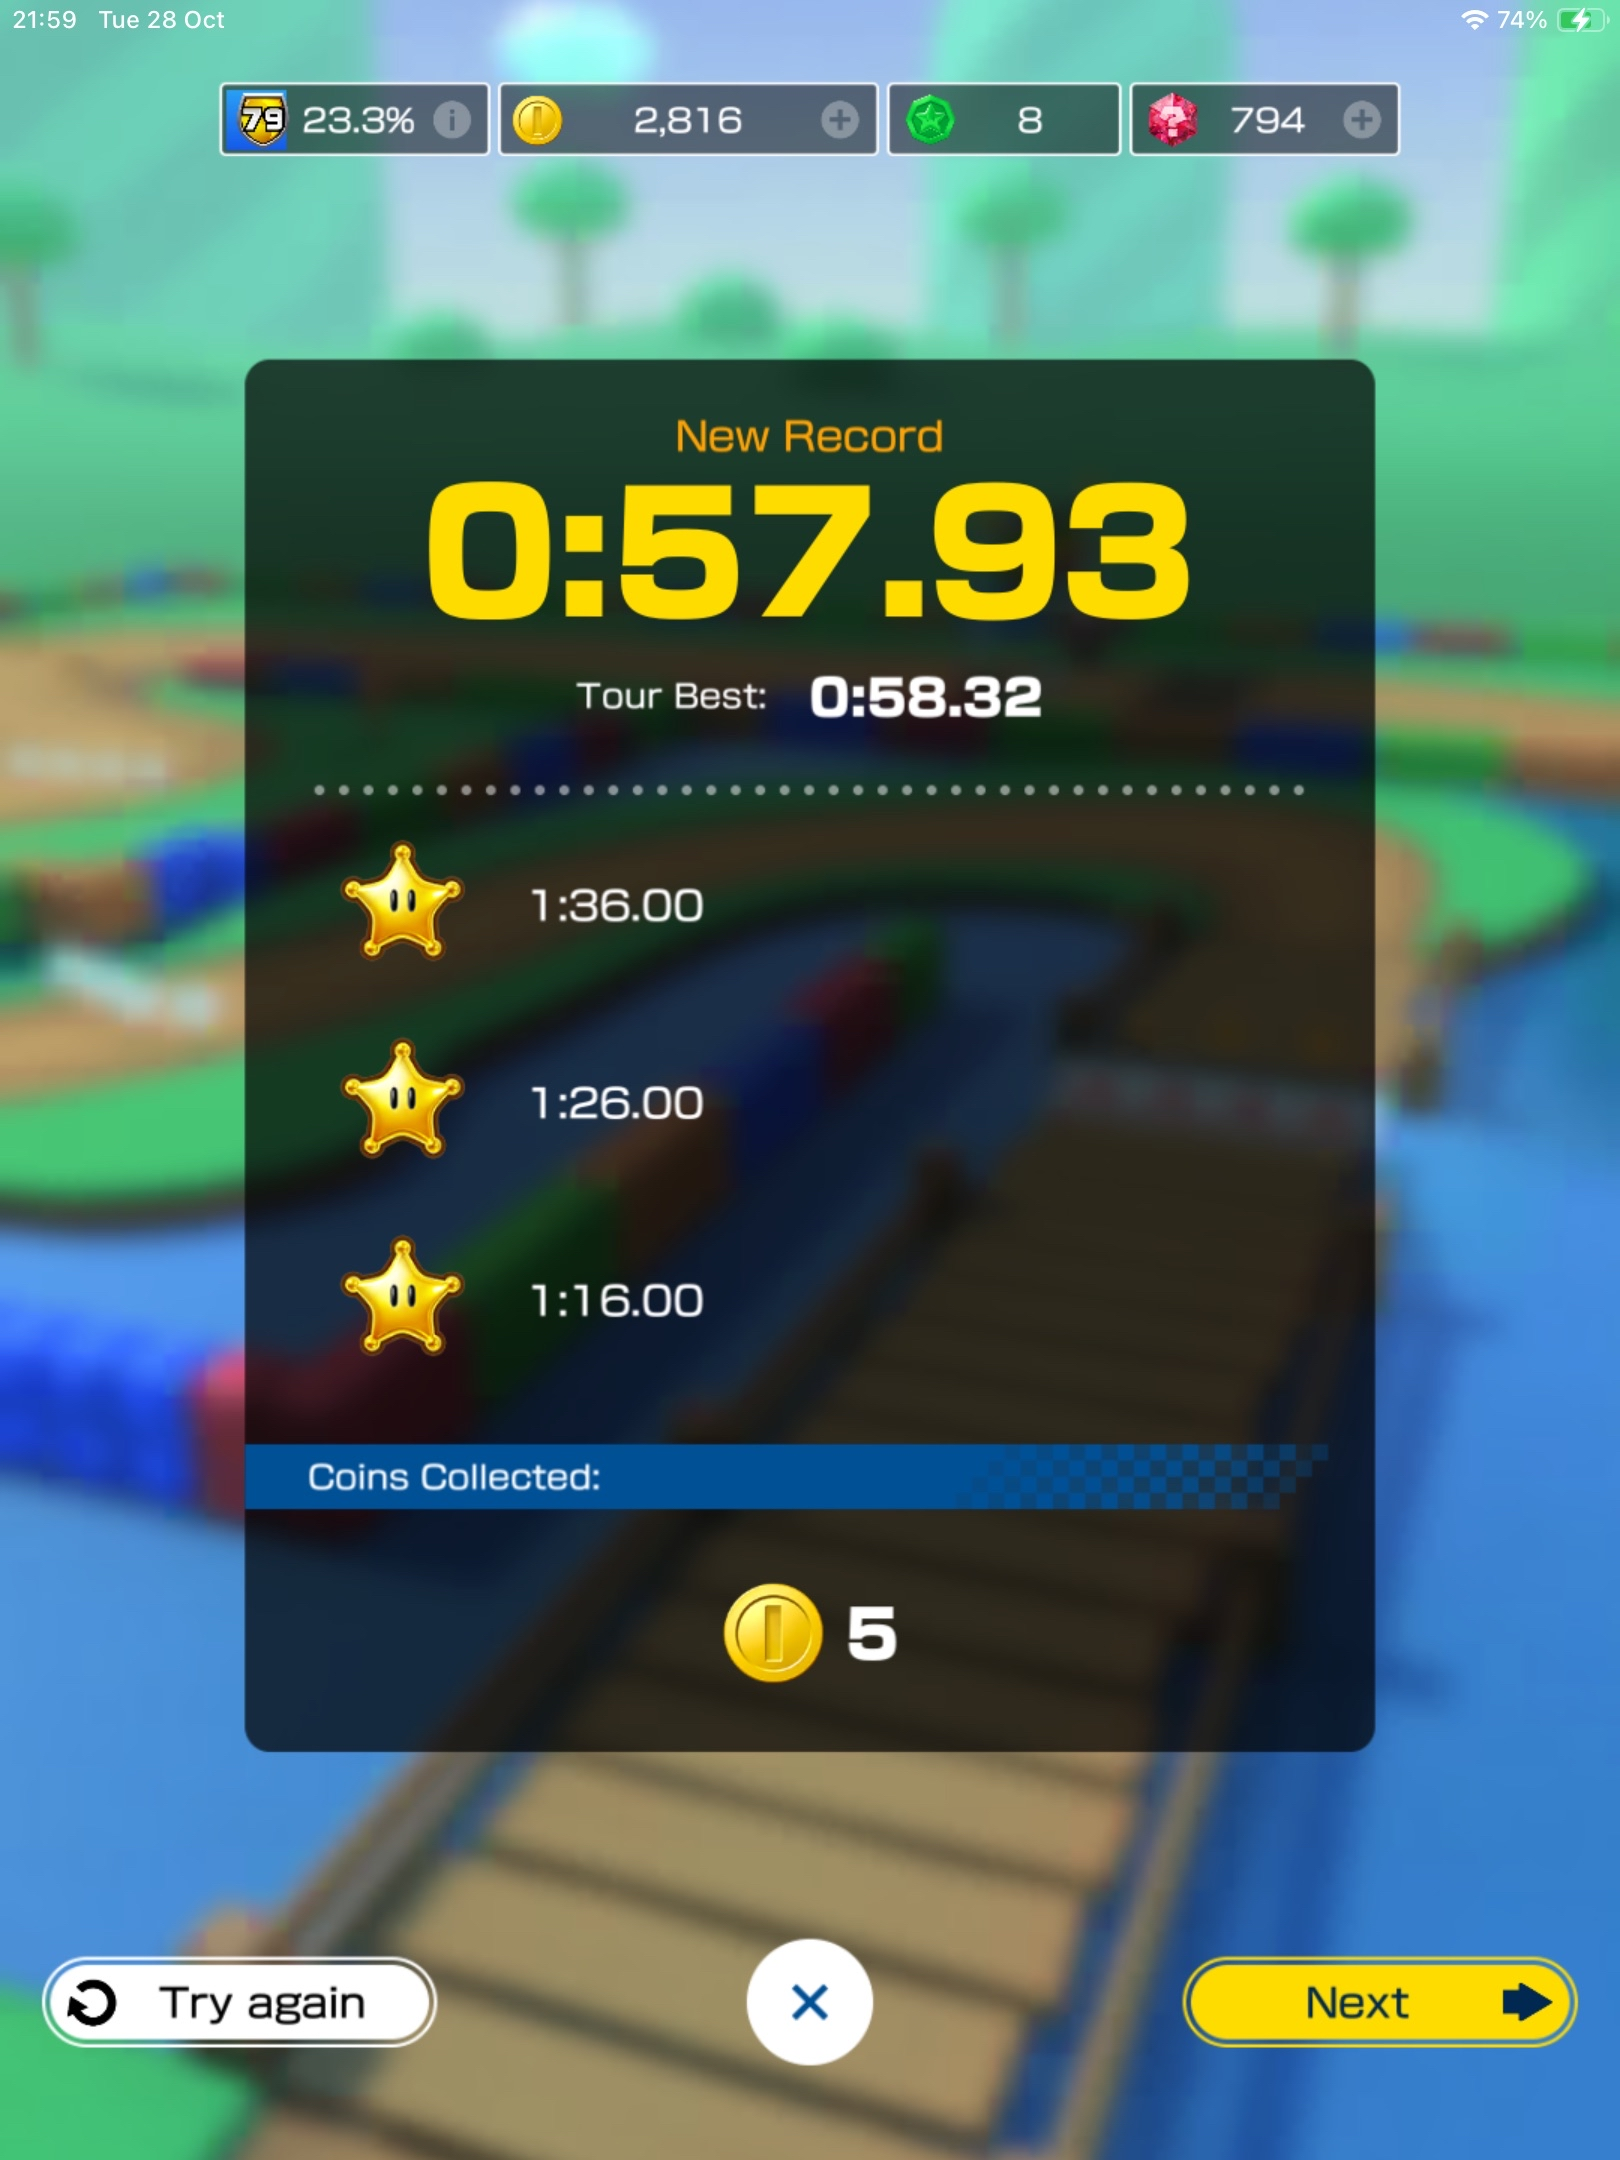 21:59 Tue 28 Oct 74%
79 23.3% i 2,816 8 ? 794
New Record
0:57.93
Tour Best: 0:58.32
1:36.00
1:26.00
1:16.00
Coins Collected:
5
Try again
Next